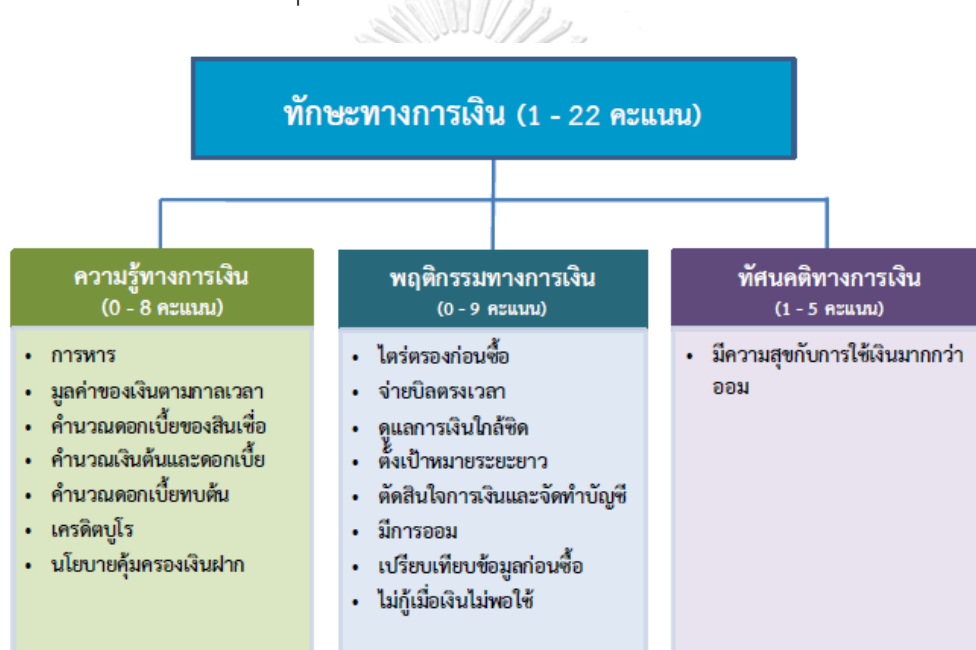 ทักษะทางการเงิน (1 - 22 คะแนน)
ความรู้ทางการเงิน
(0 - 8 คะแนน)
• การหาร
• มูลค่าของเงินตามกาลเวลา
• คำนวณดอกเบี้ยของสินเชื่อ
• คำนวณเงินต้นและดอกเบี้ย
• คำนวณดอกเบี้ยทบต้น
• เครดิตบูโร
• นโยบายคุ้มครองเงินฝาก
พฤติกรรมทางการเงิน
(0 - 9 คะแนน)
• ไตร่ตรองก่อนซื้อ
• จ่ายบิลตรงเวลา
• ดูแลการเงินใกล้ชิด
• ตั้งเป้าหมายระยะยาว
• ตัดสินใจการเงินและจัดทำบัญชี
• มีการออม
• เปรียบเทียบข้อมูลก่อนซื้อ
• ไม่กู้เมื่อเงินไม่พอใช้
ทัศนคติทางการเงิน
(1 - 5 คะแนน)
• มีความสุขกับการใช้เงินมากกว่า
ออม